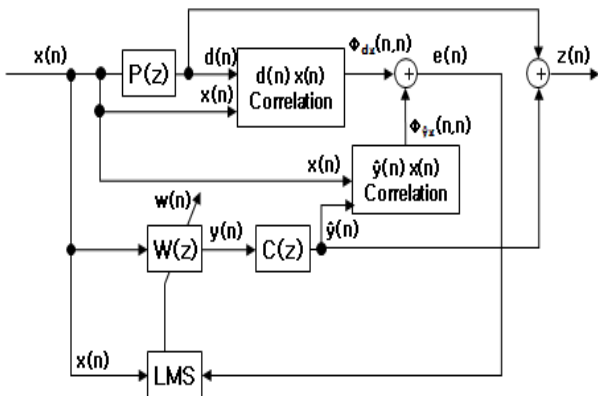 x(n)
P(z)
d(n)
x(n)
d(n) x(n)
Correlation
Φdx(n,n)
+
e(n)
+
z(n)
Φŷx(n,n)
x(n)
ŷ(n) x(n)
Correlation
w(n)
W(z)
y(n)
C(z)
ŷ(n)
x(n)
LMS